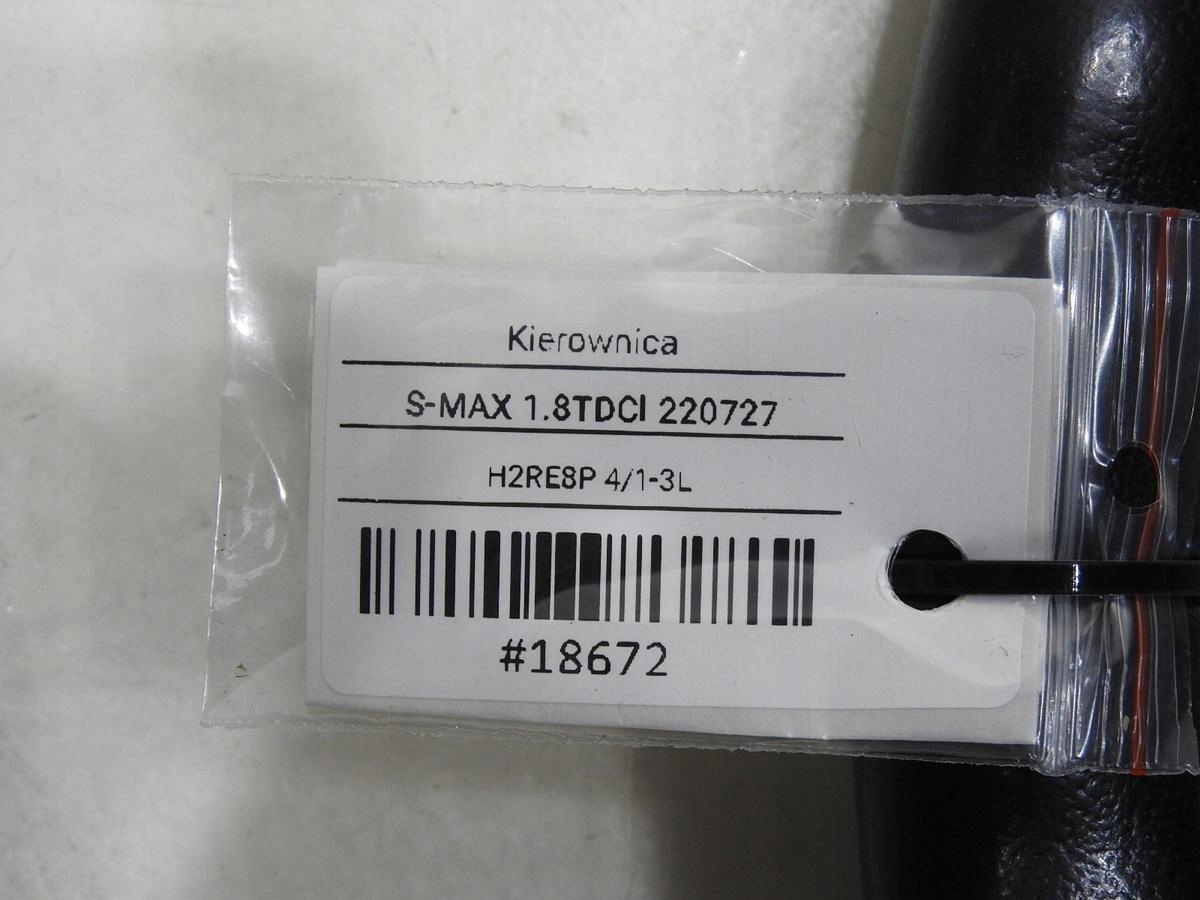 Kierownica
S-MAX 1.8TDCI 220727
H2RE8P 4/1-3L
#18672